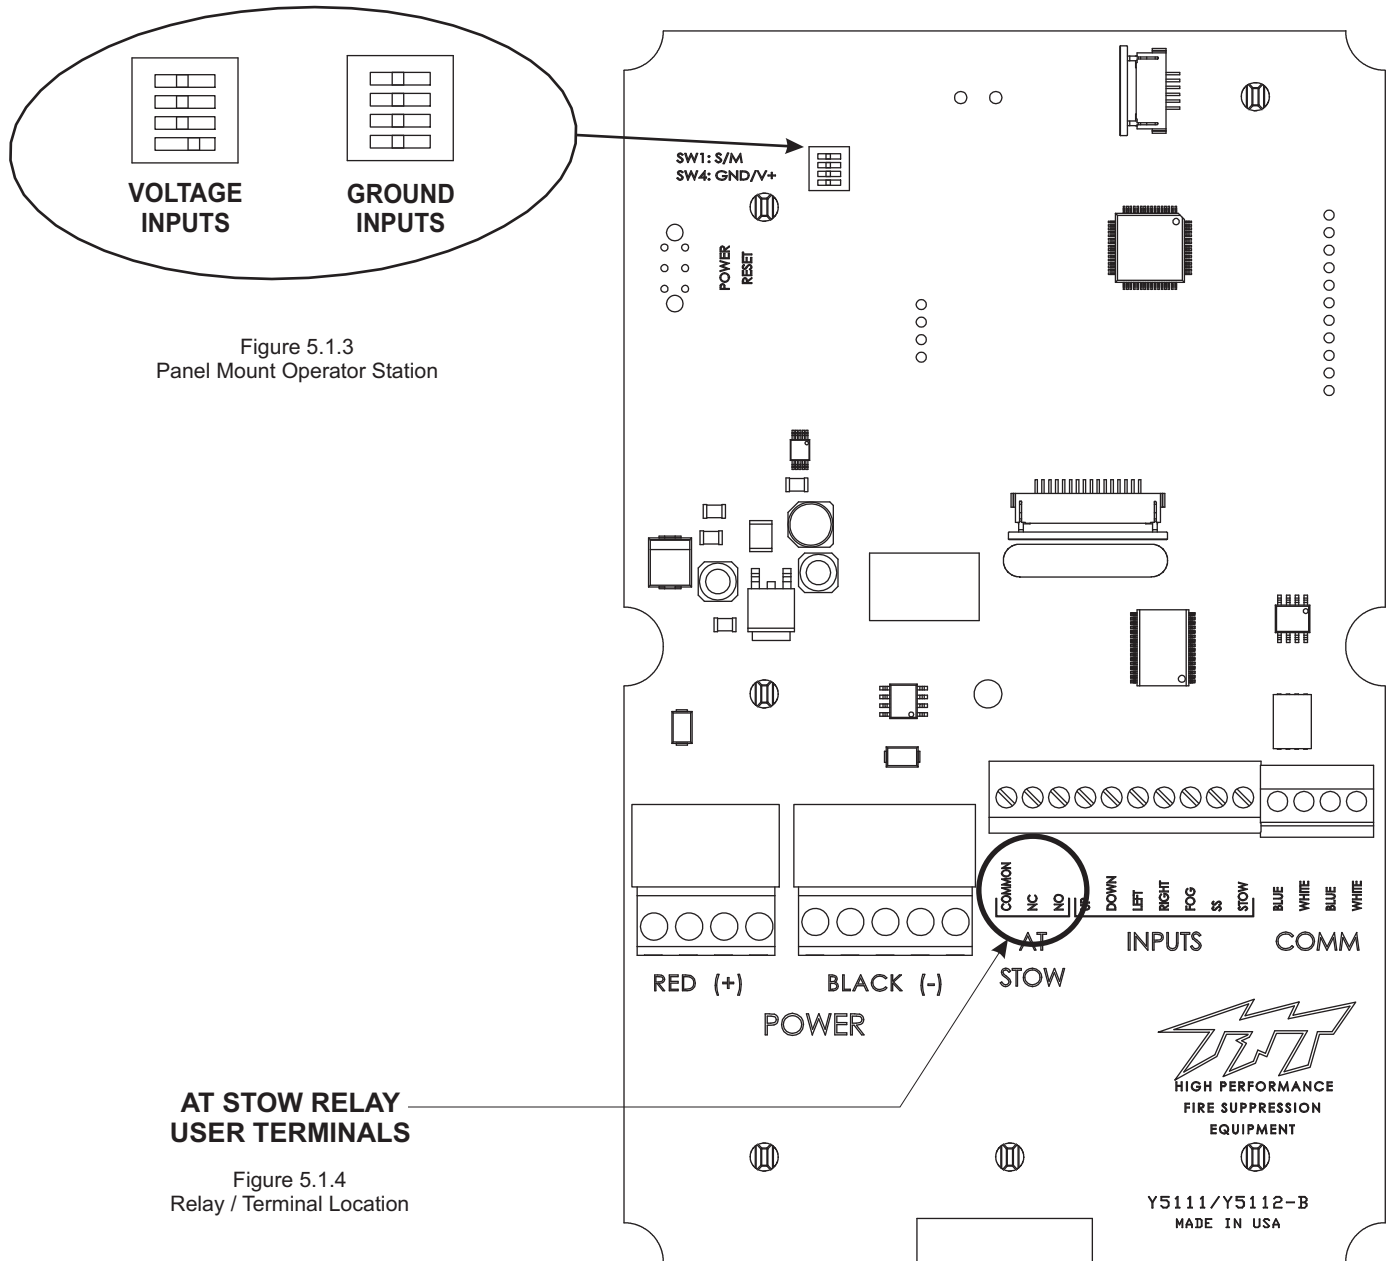 VOLTAGE
INPUTS
GROUND
INPUTS
SW1: S/M
SW4: GND/V+
POWER
RESET
Figure 5.1.3
Panel Mount Operator Station
COMMON
NC
NO
UP
DOWN
LEFT
RIGHT
FOG
SS
STOW
BLUE
WHITE
BLUE
WHITE
AT
STOW
INPUTS
COMM
RED (+)
BLACK (-)
POWER
TNT
HIGH PERFORMANCE
FIRE SUPPRESSION
EQUIPMENT
AT STOW RELAY
USER TERMINALS
Figure 5.1.4
Relay / Terminal Location
Y5111/Y5112-B
MADE IN USA